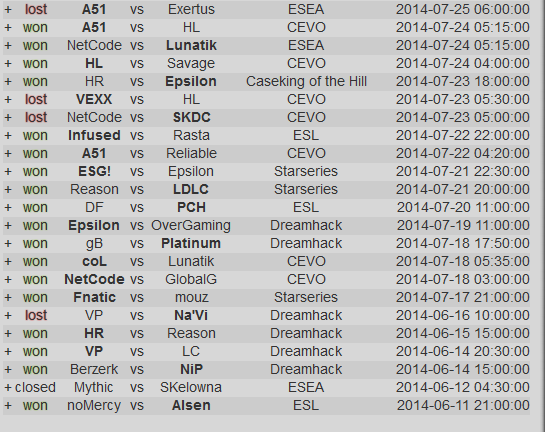 + lost A51 vs Exertus ESEA 2014-07-25 06:00:00
+ won A51 vs HL CEVO 2014-07-24 05:15:00
+ won NetCode vs Lunatik ESEA 2014-07-24 05:15:00
+ won HL vs Savage CEVO 2014-07-24 04:00:00
+ won HR vs Epsilon Caseking of the Hill 2014-07-23 18:00:00
+ lost VEXX vs HL CEVO 2014-07-23 05:30:00
+ lost NetCode vs SKDC CEVO 2014-07-23 05:00:00
+ won Infused vs Rasta ESL 2014-07-22 22:00:00
+ won A51 vs Reliable CEVO 2014-07-22 04:20:00
+ won ESG! vs Epsilon Starseries 2014-07-21 22:30:00
+ won Reason vs LDLC Starseries 2014-07-21 20:00:00
+ won DF vs PCH ESL 2014-07-20 11:00:00
+ won Epsilon vs OverGaming Dreamhack 2014-07-19 11:00:00
+ won gB vs Platinum Dreamhack 2014-07-18 17:50:00
+ won coL vs Lunatik CEVO 2014-07-18 05:35:00
+ won NetCode vs GlobalG CEVO 2014-07-18 03:00:00
+ won Fnatic vs mouz Starseries 2014-07-17 21:00:00
+ lost VP vs Na'Vi Dreamhack 2014-06-16 10:00:00
+ won HR vs Reason Dreamhack 2014-06-15 15:00:00
+ won VP vs LC Dreamhack 2014-06-14 20:30:00
+ won Berzerk vs NiP Dreamhack 2014-06-14 15:00:00
+ closed Mythic vs SKelowna ESEA 2014-06-12 04:30:00
+ won noMercy vs Alsen ESL 2014-06-11 21:00:00